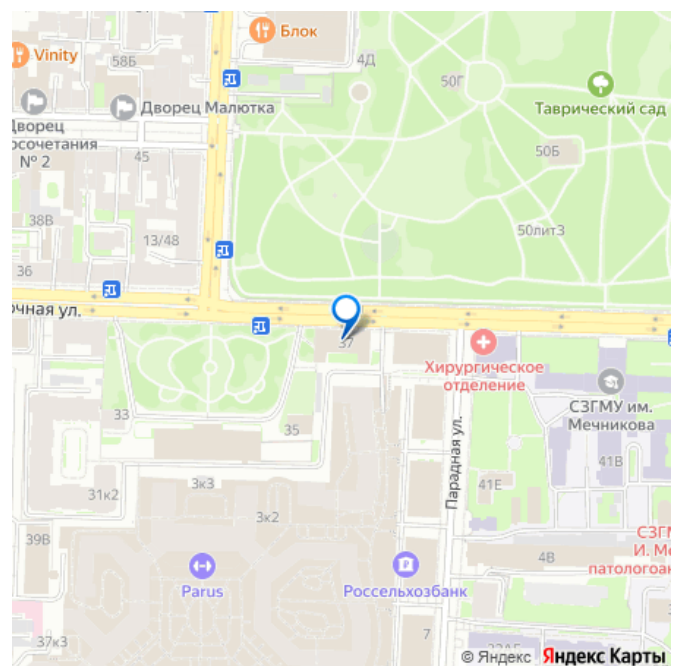 Блок
Vinity
58Б
4Д
50Г
Таврический сад
Дворец Малютка
Дворец
осочетания
№ 2
45
50Б
38В
13/48
50литЗ
36
очная ул.
37
Хирургическое
отделение
33
35
СЗГМУ им.
Мечникова
Парадная ул.
41В
41Е
3к3
31к2
3к2
39В
4В
СЗГМ
И. Ме
патологоан
Parus
Россельхозбанк
7
37к3
© Яндекс Яндекс Карты